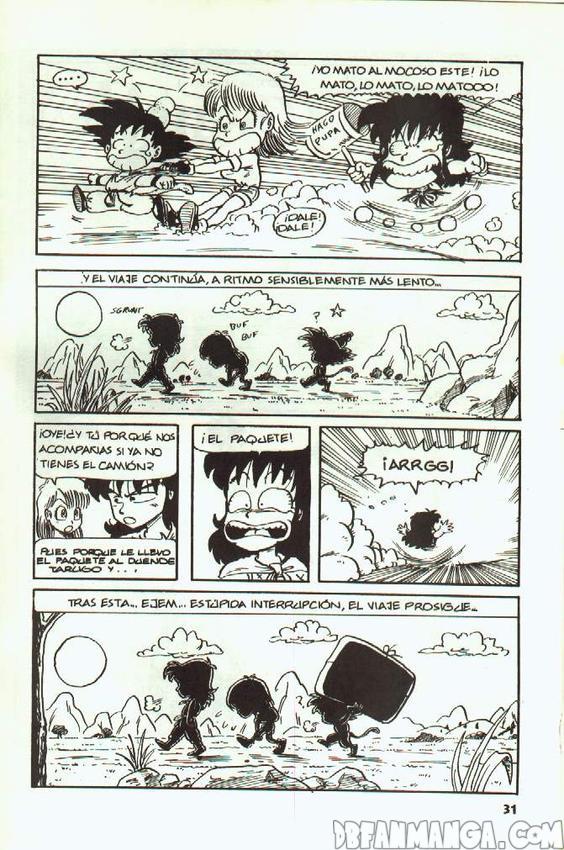 ...
¡YO MATO AL MOCOSO ESTE! ¡LO
MATO, LO MATO, LO MATOOO!
HAGO
PUPA
¡DALE!
¡DALE!
...Y EL VIAJE CONTINÚA, A RITMO SENSIBLEMENTE MÁS LENTO...
SGRUNT
BUF
BUF
?
¡OYE! ¿Y TÚ POR QUÉ NOS
ACOMPAÑAS SI YA NO
TIENES EL CAMIÓN?
PUES PORQUE LE LLEVO
EL PAQUETE AL DUENDE
TARUGO Y...
¡EL PAQUETE!
¡ARRGG!
TRAS ESTA... EJEM... ESTÚPIDA INTERRUPCIÓN, EL VIAJE PROSIGUE...
31
DBFANMANGA.COM